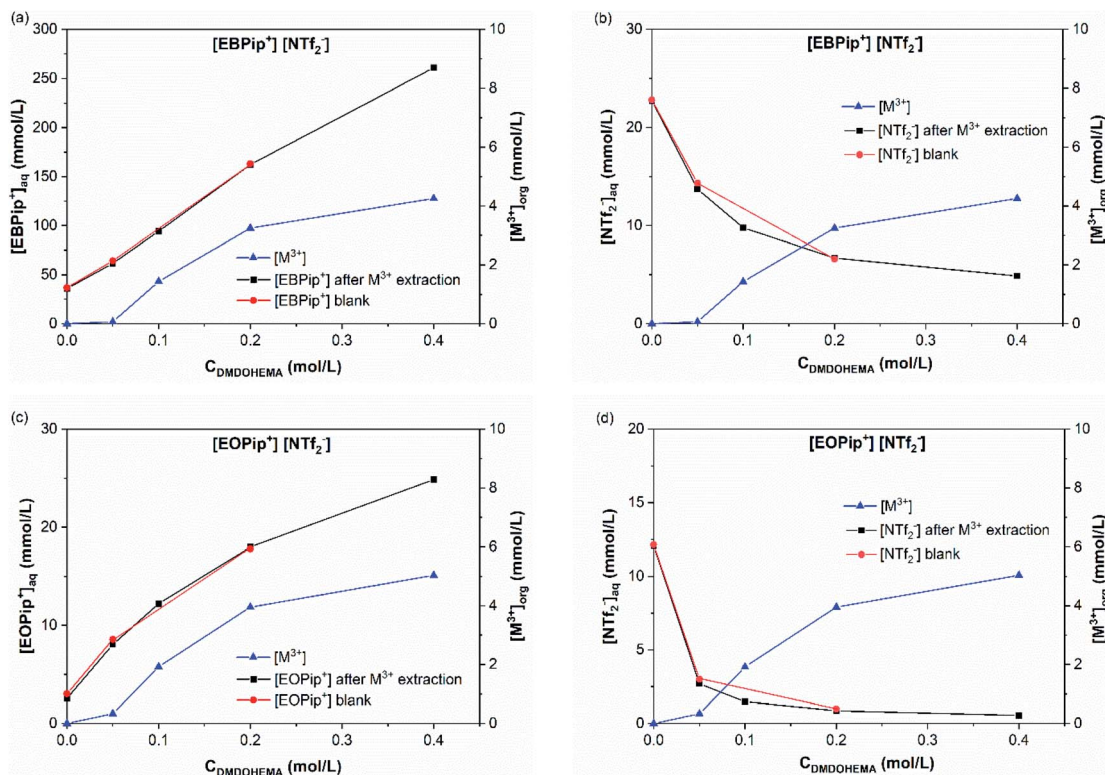 (a)
[EBPip⁺] [NTf₂⁻]
300
250
200
150
100
50
0
[EBPip⁺]aq (mmol/L)
10
8
6
4
2
0
[M³⁺]org (mmol/L)
[M³⁺]
[EBPip⁺] after M³⁺ extraction
[EBPip⁺] blank
0.0 0.1 0.2 0.3 0.4
C_DMDOHEMA (mol/L)
(b)
[EBPip⁺] [NTf₂⁻]
30
20
10
0
[NTf₂⁻]aq (mmol/L)
10
8
6
4
2
0
[M³⁺]org (mmol/L)
[M³⁺]
[NTf₂⁻] after M³⁺ extraction
[NTf₂⁻] blank
0.0 0.1 0.2 0.3 0.4
C_DMDOHEMA (mol/L)
(c)
[EOPip⁺] [NTf₂⁻]
30
20
10
0
[EOPip⁺]aq (mmol/L)
10
8
6
4
2
0
[M³⁺]org (mmol/L)
[M³⁺]
[EOPip⁺] after M³⁺ extraction
[EOPip⁺] blank
0.0 0.1 0.2 0.3 0.4
C_DMDOHEMA (mol/L)
(d)
[EOPip⁺] [NTf₂⁻]
20
15
10
5
0
[NTf₂⁻]aq (mmol/L)
10
8
6
4
2
0
[M³⁺]org (mmol/L)
[M³⁺]
[NTf₂⁻] after M³⁺ extraction
[NTf₂⁻] blank
0.0 0.1 0.2 0.3 0.4
C_DMDOHEMA (mol/L)